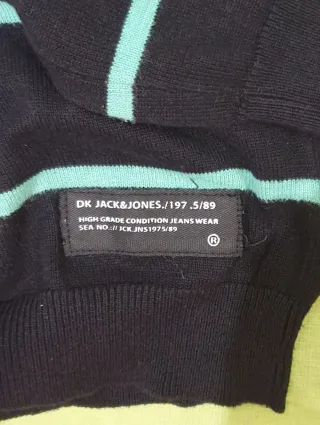 DK JACK&JONES./197 .5/89
HIGH GRADE CONDITION JEANS WEAR
SEA NO.://JCK.JNS1975/89
®